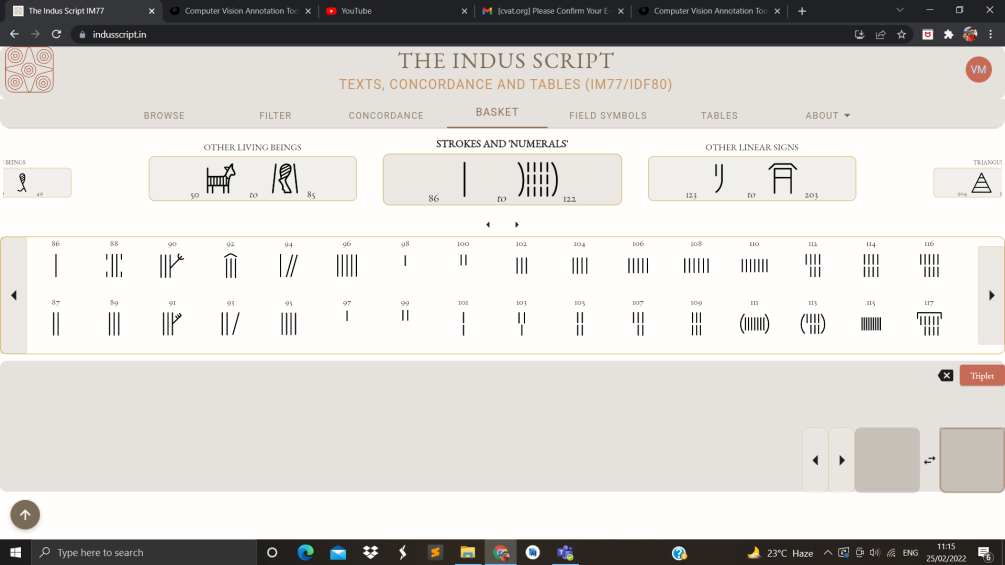 The Indus Script IM77
Computer Vision Annotation Too
YouTube
[cvat.org] Please Confirm Your E-
Computer Vision Annotation Too
indusscript.in
THE INDUS SCRIPT
TEXTS, CONCORDANCE AND TABLES (IM77/IDF80)
VM
BROWSE FILTER CONCORDANCE BASKET FIELD SYMBOLS TABLES ABOUT
BEINGS
OTHER LIVING BEINGS
STROKES AND 'NUMERALS'
OTHER LINEAR SIGNS
TRIANGU
49
50 to 85
86 to 122
123 to 203
204
86 88 90 92 94 96 98 100 102 104 106 108 110 112 114 116
87 89 91 93 95 97 99 101 103 105 107 109 111 113 115 117
Triplet
Type here to search
23°C Haze
ENG
11:15
25/02/2022
6